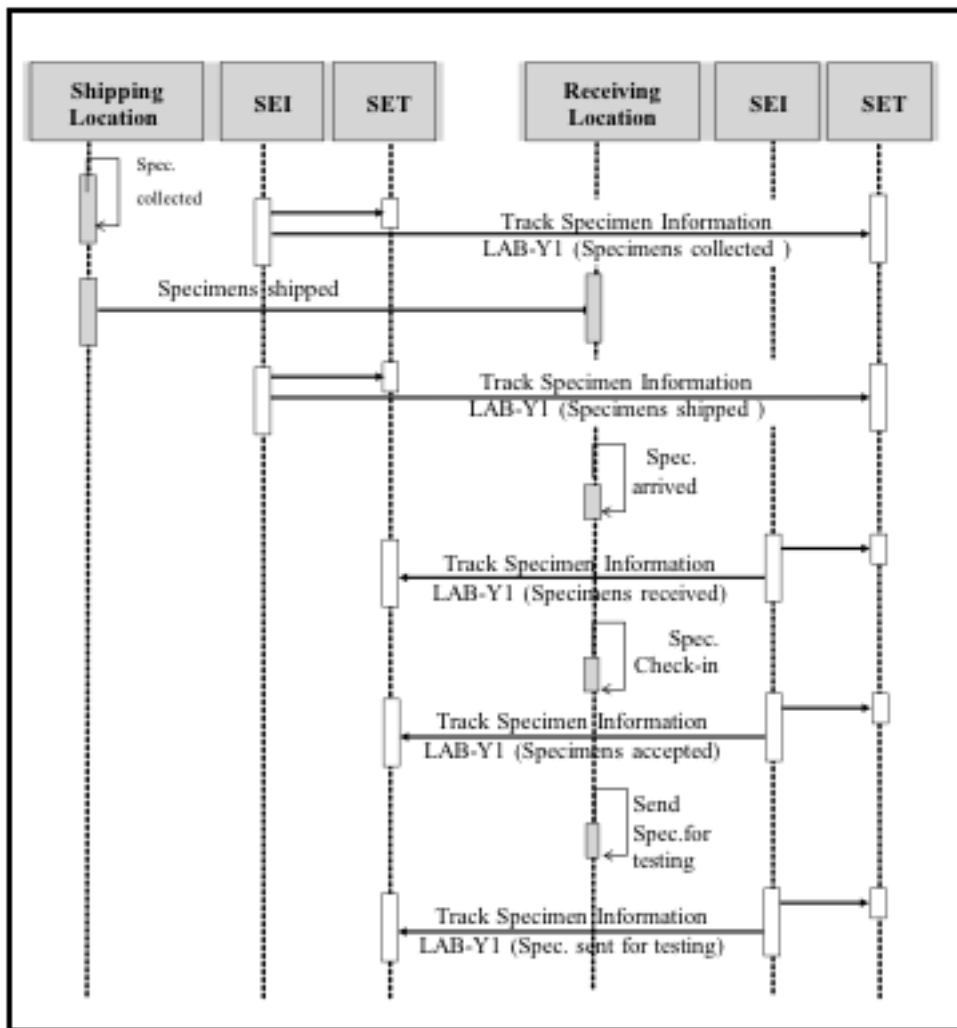 Shipping
Location
SEI
SET
Receiving
Location
SEI
SET
Spec.
collected
Track Specimen Information
LAB-Y1 (Specimens collected )
Specimens shipped
Track Specimen Information
LAB-Y1 (Specimens shipped )
Spec.
arrived
Track Specimen Information
LAB-Y1 (Specimens received)
Spec.
Check-in
Track Specimen Information
LAB-Y1 (Specimens accepted)
Send
Spec.for
testing
Track Specimen Information
LAB-Y1 (Spec. sent for testing)